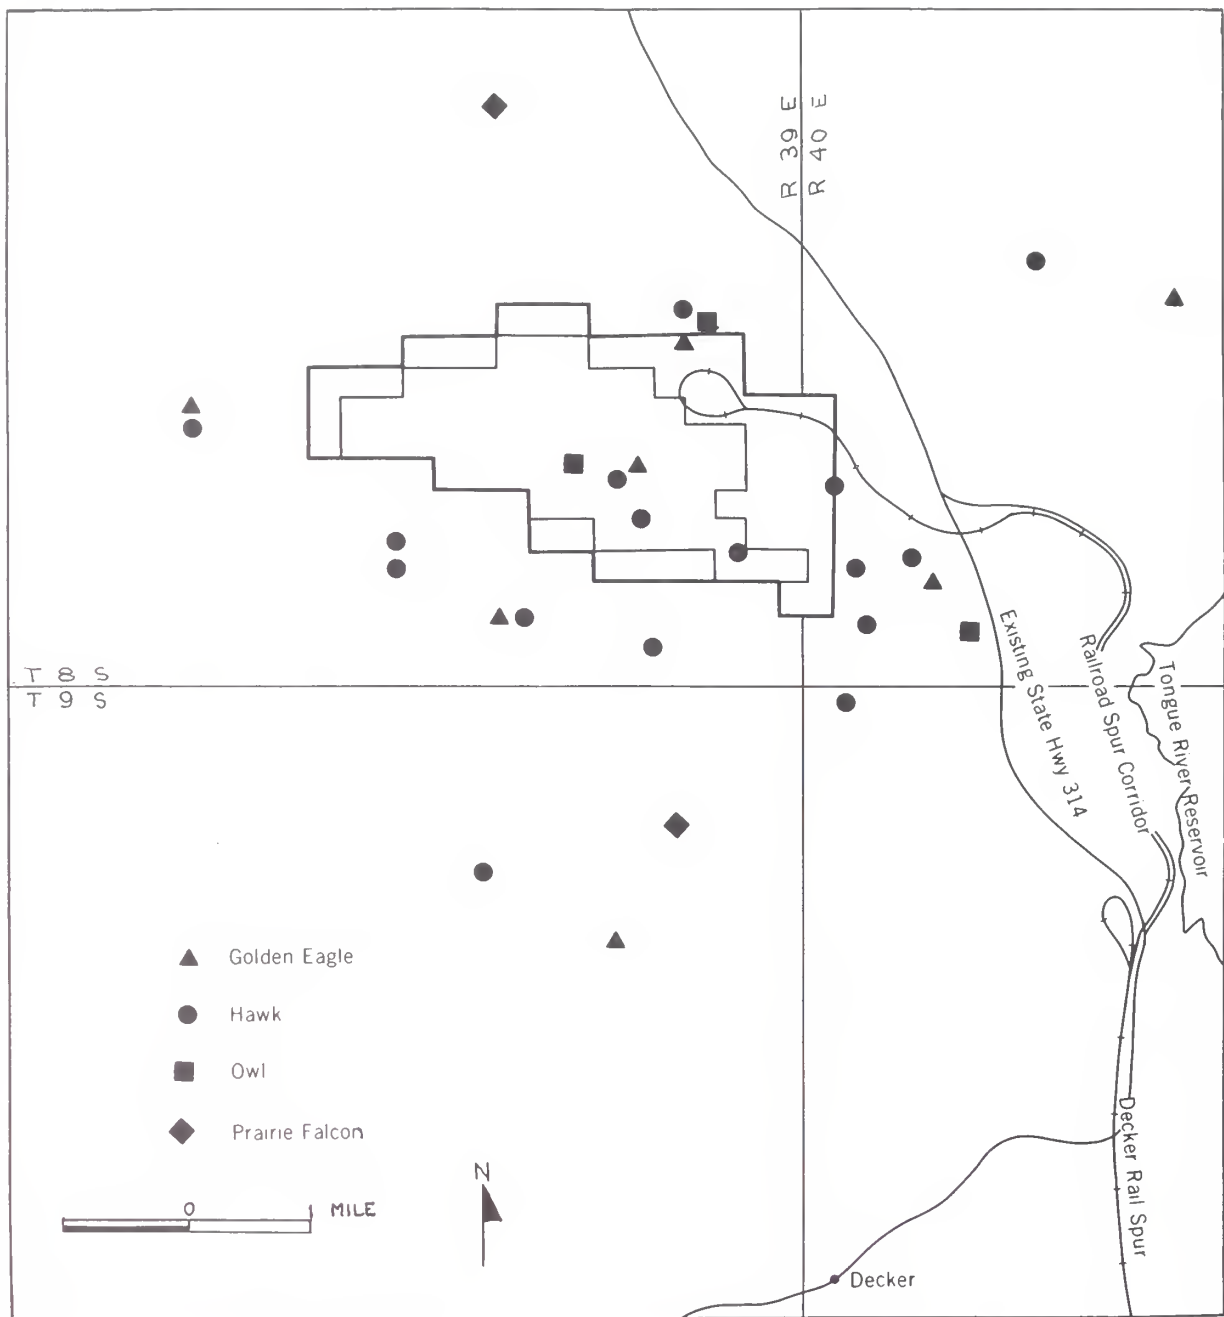 R 39 E
R 40 E
T 8 S
T 9 S
Existing State Hwy 314
Railroad Spur Corridor
Tongue River Reservoir
Golden Eagle
Hawk
Owl
Prairie Falcon
0 1 MILE
N
Decker Rail Spur
Decker